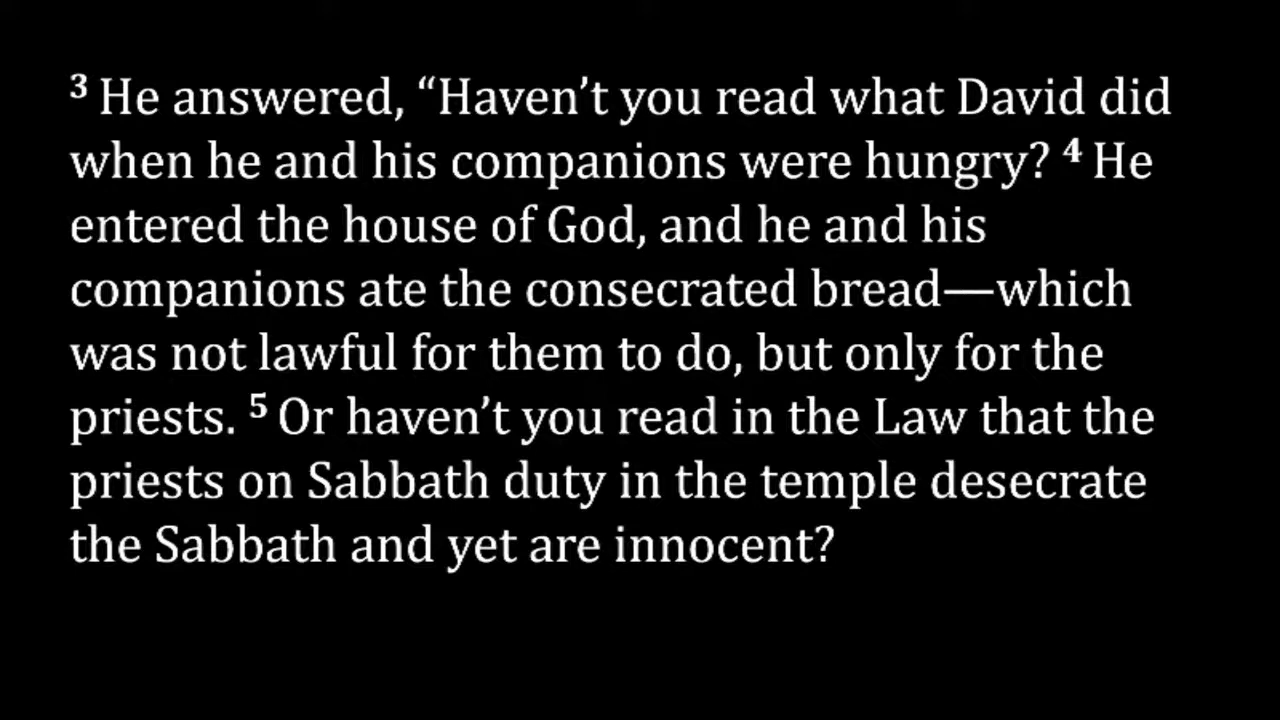 ³ He answered, “Haven’t you read what David did
when he and his companions were hungry? ⁴ He
entered the house of God, and he and his
companions ate the consecrated bread—which
was not lawful for them to do, but only for the
priests. ⁵ Or haven’t you read in the Law that the
priests on Sabbath duty in the temple desecrate
the Sabbath and yet are innocent?